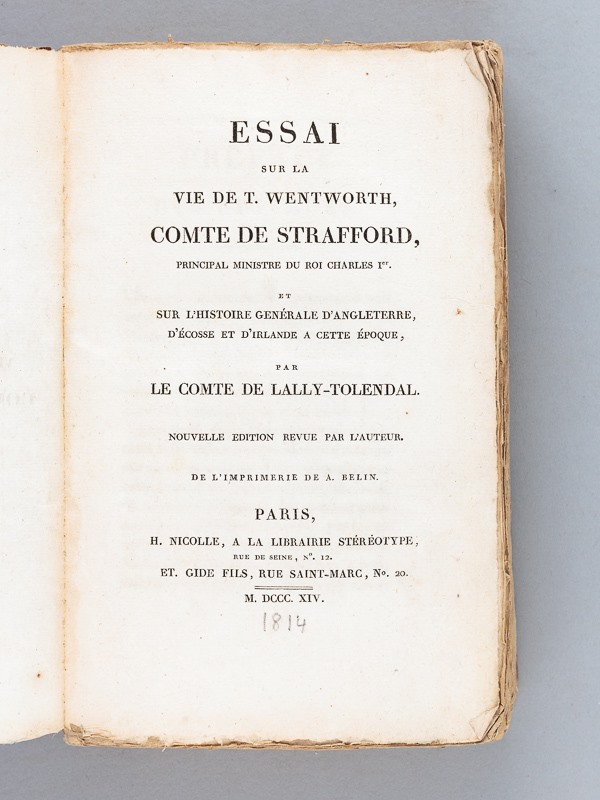 ESSAI
SUR LA
VIE DE T. WENTWORTH,
COMTE DE STRAFFORD,
PRINCIPAL MINISTRE DU ROI CHARLES Ier.
ET
SUR L'HISTOIRE GENÉRALE D'ANGLETERRE,
D'ÉCOSSE ET D'IRLANDE A CETTE ÉPOQUE,
PAR
LE COMTE DE LALLY-TOLENDAL.
NOUVELLE EDITION REVUE PAR L'AUTEUR.
DE L'IMPRIMERIE DE A. BELIN.
PARIS,
H. NICOLLE, A LA LIBRAIRIE STÉRÉOTYPE,
RUE DE SEINE, No. 12.
ET. GIDE FILS, RUE SAINT-MARC, No. 20.
M. DCCC. XIV.
1814